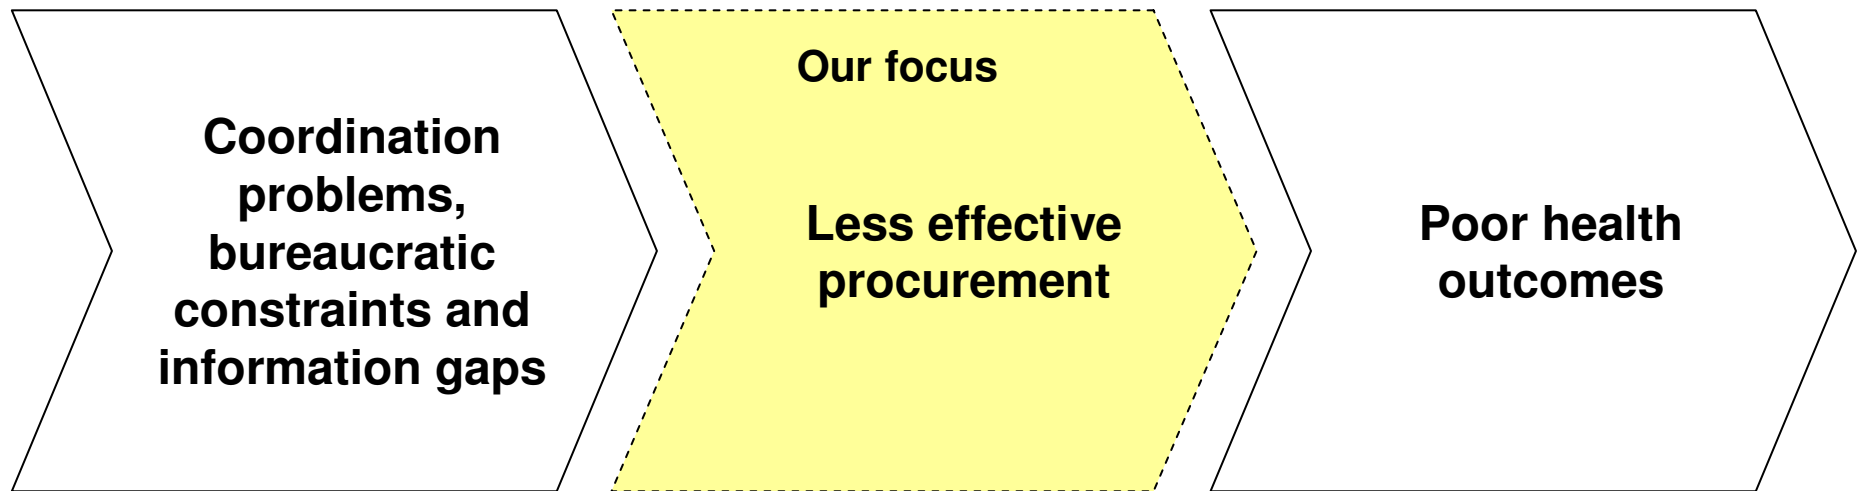 Coordination
problems,
bureaucratic
constraints and
information gaps
Our focus
Less effective
procurement
Poor health
outcomes